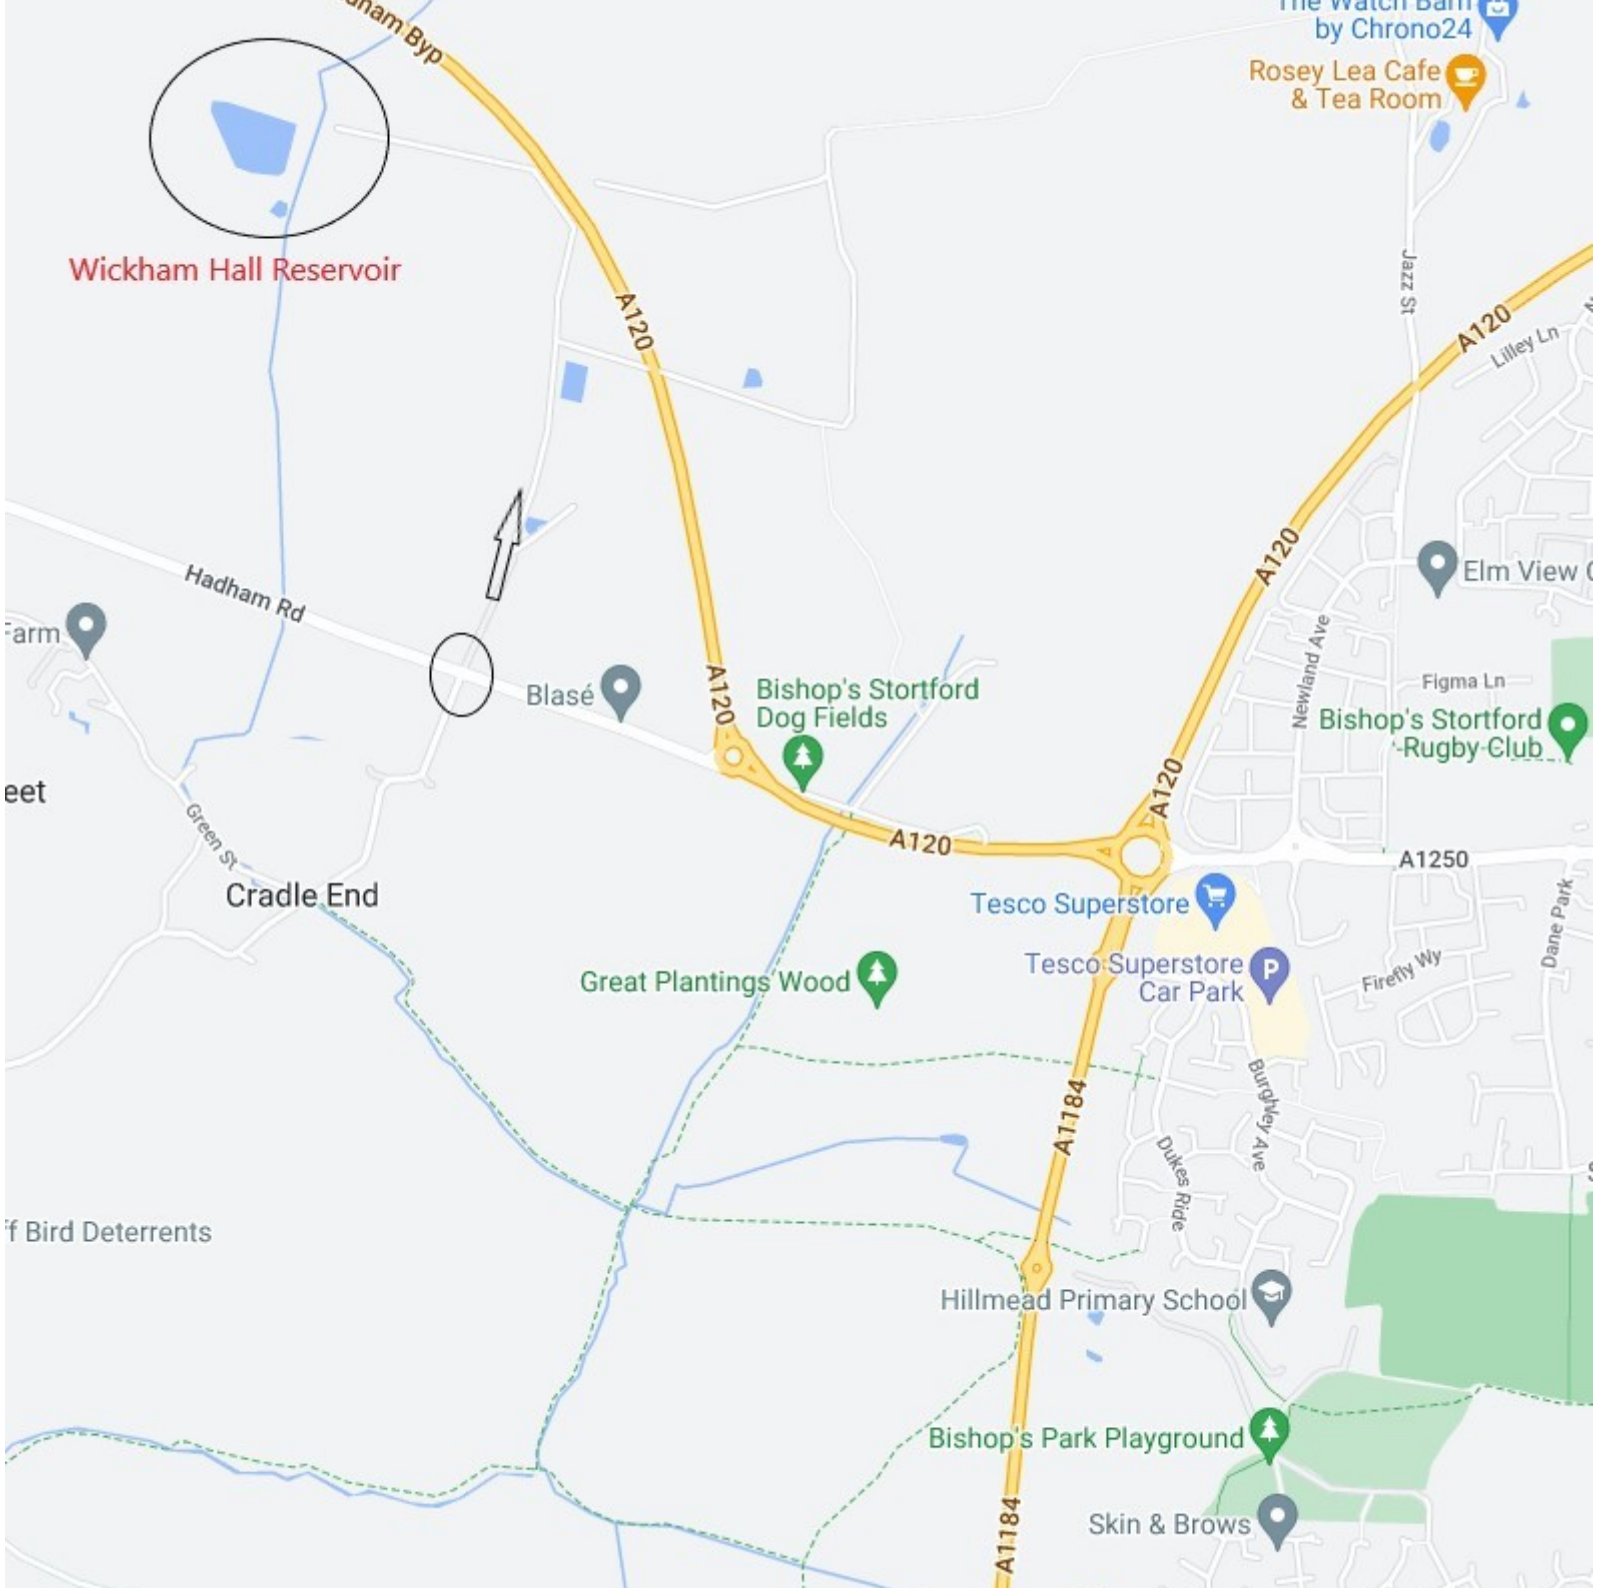 The Watch Barn
by Chrono24
Rosey Lea Cafe
& Tea Room
Wickham Hall Reservoir
A120
Jazz St
A120
Lilley Ln
Hadham Rd
A120
Elm View
Newland Ave
Farm
Blasé
A120
Bishop's Stortford
Dog Fields
Figma Ln
Bishop's Stortford
Rugby Club
A120
eet
Green St
A120
A1250
Cradle End
Tesco Superstore
Dane Park
Great Plantings Wood
Tesco Superstore
Car Park
P
Firefly Wy
A1184
Burghley Ave
Dukes Ride
f Bird Deterrents
Hillmead Primary School
Bishop's Park Playground
A1184
Skin & Brows